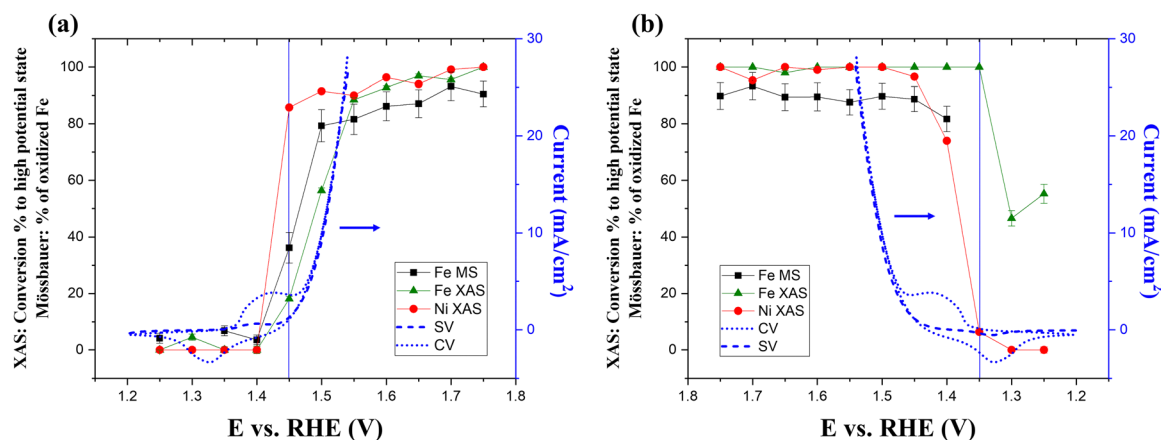 (a)
XAS: Conversion % to high potential state
Mössbauer: % of oxidized Fe
100
80
60
40
20
0
30
20
10
0
Current (mA/cm²)
Fe MS
Fe XAS
Ni XAS
SV
CV
1.2 1.3 1.4 1.5 1.6 1.7 1.8
E vs. RHE (V)
(b)
XAS: Conversion % to high potential state
Mössbauer: % of oxidized Fe
100
80
60
40
20
0
30
20
10
0
Current (mA/cm²)
Fe MS
Fe XAS
Ni XAS
CV
SV
1.8 1.7 1.6 1.5 1.4 1.3 1.2
E vs. RHE (V)